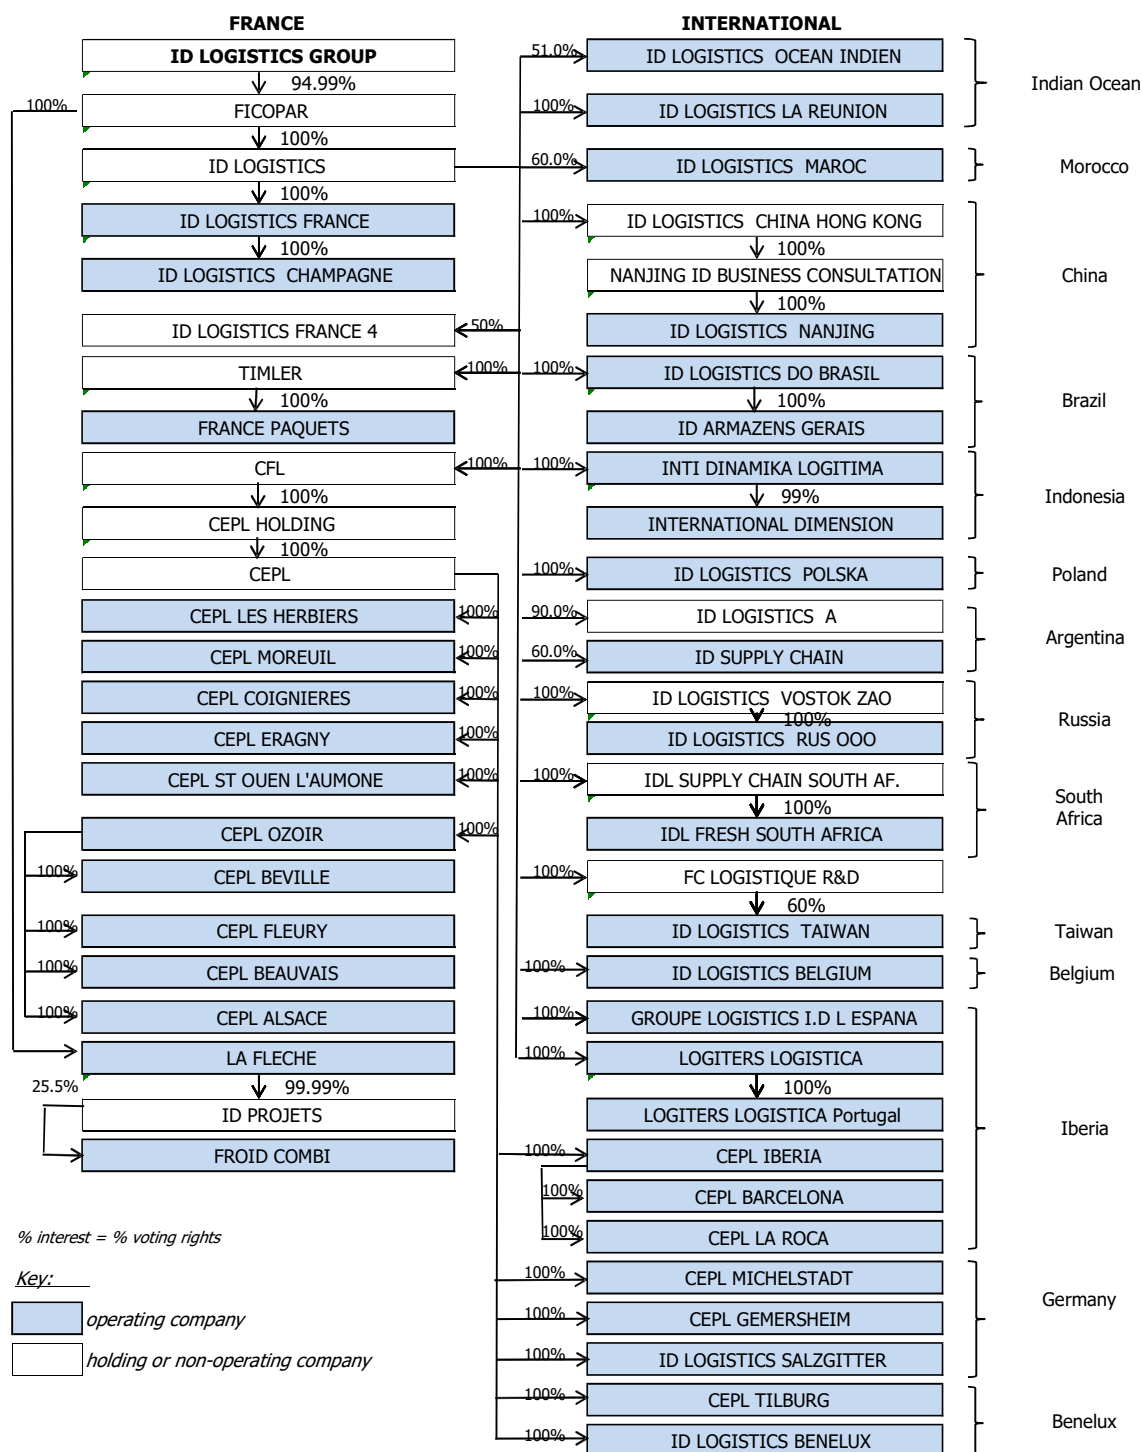 FRANCE
ID LOGISTICS GROUP
94.99%
100%
FICOPAR
100%
ID LOGISTICS
100%
ID LOGISTICS FRANCE
100%
ID LOGISTICS CHAMPAGNE
ID LOGISTICS FRANCE 4
50%
TIMLER
100%
100%
FRANCE PAQUETS
CFL
100%
100%
CEPL HOLDING
100%
CEPL
CEPL LES HERBIERS
100%
CEPL MOREUIL
100%
CEPL COIGNIERES
100%
CEPL ERAGNY
100%
CEPL ST OUEN L'AUMONE
100%
CEPL OZOIR
100%
100%
CEPL BEVILLE
100%
CEPL FLEURY
100%
CEPL BEAUVAIS
100%
CEPL ALSACE
LA FLECHE
25.5%
99.99%
ID PROJETS
FROID COMBI
% interest = % voting rights
Key:
operating company
holding or non-operating company
INTERNATIONAL
51.0%
ID LOGISTICS OCEAN INDIEN
Indian Ocean
100%
ID LOGISTICS LA REUNION
60.0%
ID LOGISTICS MAROC
Morocco
100%
ID LOGISTICS CHINA HONG KONG
100%
NANJING ID BUSINESS CONSULTATION
China
100%
ID LOGISTICS NANJING
100%
ID LOGISTICS DO BRASIL
100%
Brazil
ID ARMAZENS GERAIS
100%
INTI DINAMIKA LOGITIMA
99%
Indonesia
INTERNATIONAL DIMENSION
100%
ID LOGISTICS POLSKA
Poland
90.0%
ID LOGISTICS A
Argentina
60.0%
ID SUPPLY CHAIN
100%
ID LOGISTICS VOSTOK ZAO
100%
Russia
ID LOGISTICS RUS OOO
100%
IDL SUPPLY CHAIN SOUTH AF.
100%
South
Africa
IDL FRESH SOUTH AFRICA
100%
FC LOGISTIQUE R&D
60%
ID LOGISTICS TAIWAN
Taiwan
100%
ID LOGISTICS BELGIUM
Belgium
100%
GROUPE LOGISTICS I.D L ESPANA
100%
LOGITERS LOGISTICA
100%
LOGITERS LOGISTICA Portugal
Iberia
100%
CEPL IBERIA
100%
CEPL BARCELONA
100%
CEPL LA ROCA
100%
CEPL MICHELSTADT
Germany
100%
CEPL GEMERSHEIM
100%
ID LOGISTICS SALZGITTER
100%
CEPL TILBURG
Benelux
100%
ID LOGISTICS BENELUX